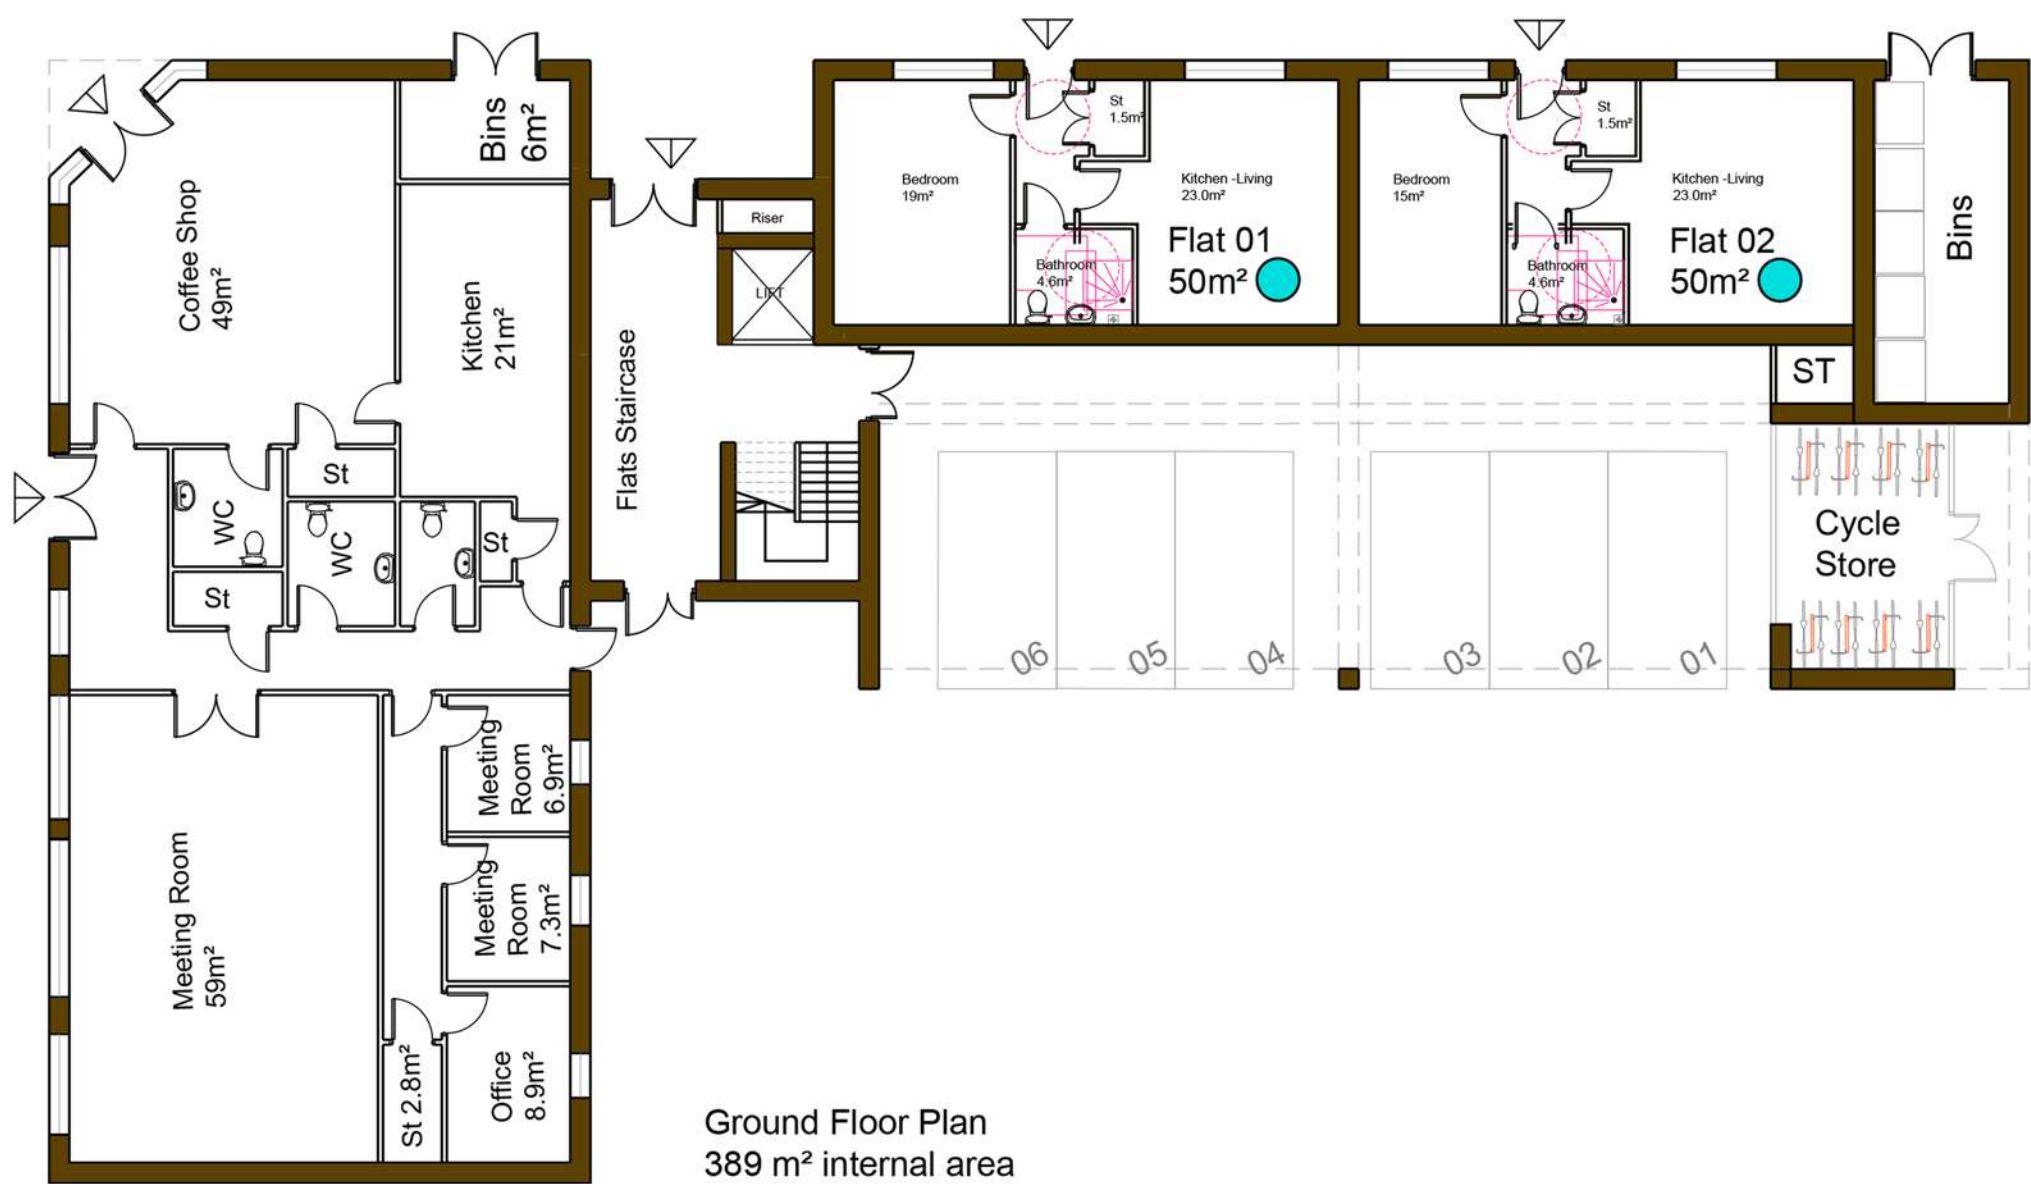 Bins
6m²
Coffee Shop
49m²
Kitchen
21m²
St
WC
WC
St
St
Flats Staircase
Riser
LIFT
Bedroom
19m²
St
1.5m²
Kitchen -Living
23.0m²
Flat 01
50m²
Bathroom
4.6m²
Bedroom
15m²
St
1.5m²
Kitchen -Living
23.0m²
Flat 02
50m²
Bathroom
4.6m²
Bins
ST
Cycle
Store
06
05
04
03
02
01
Meeting Room
59m²
Meeting
Room
6.9m²
Meeting
Room
7.3m²
Office
8.9m²
St 2.8m²
Ground Floor Plan
389 m² internal area